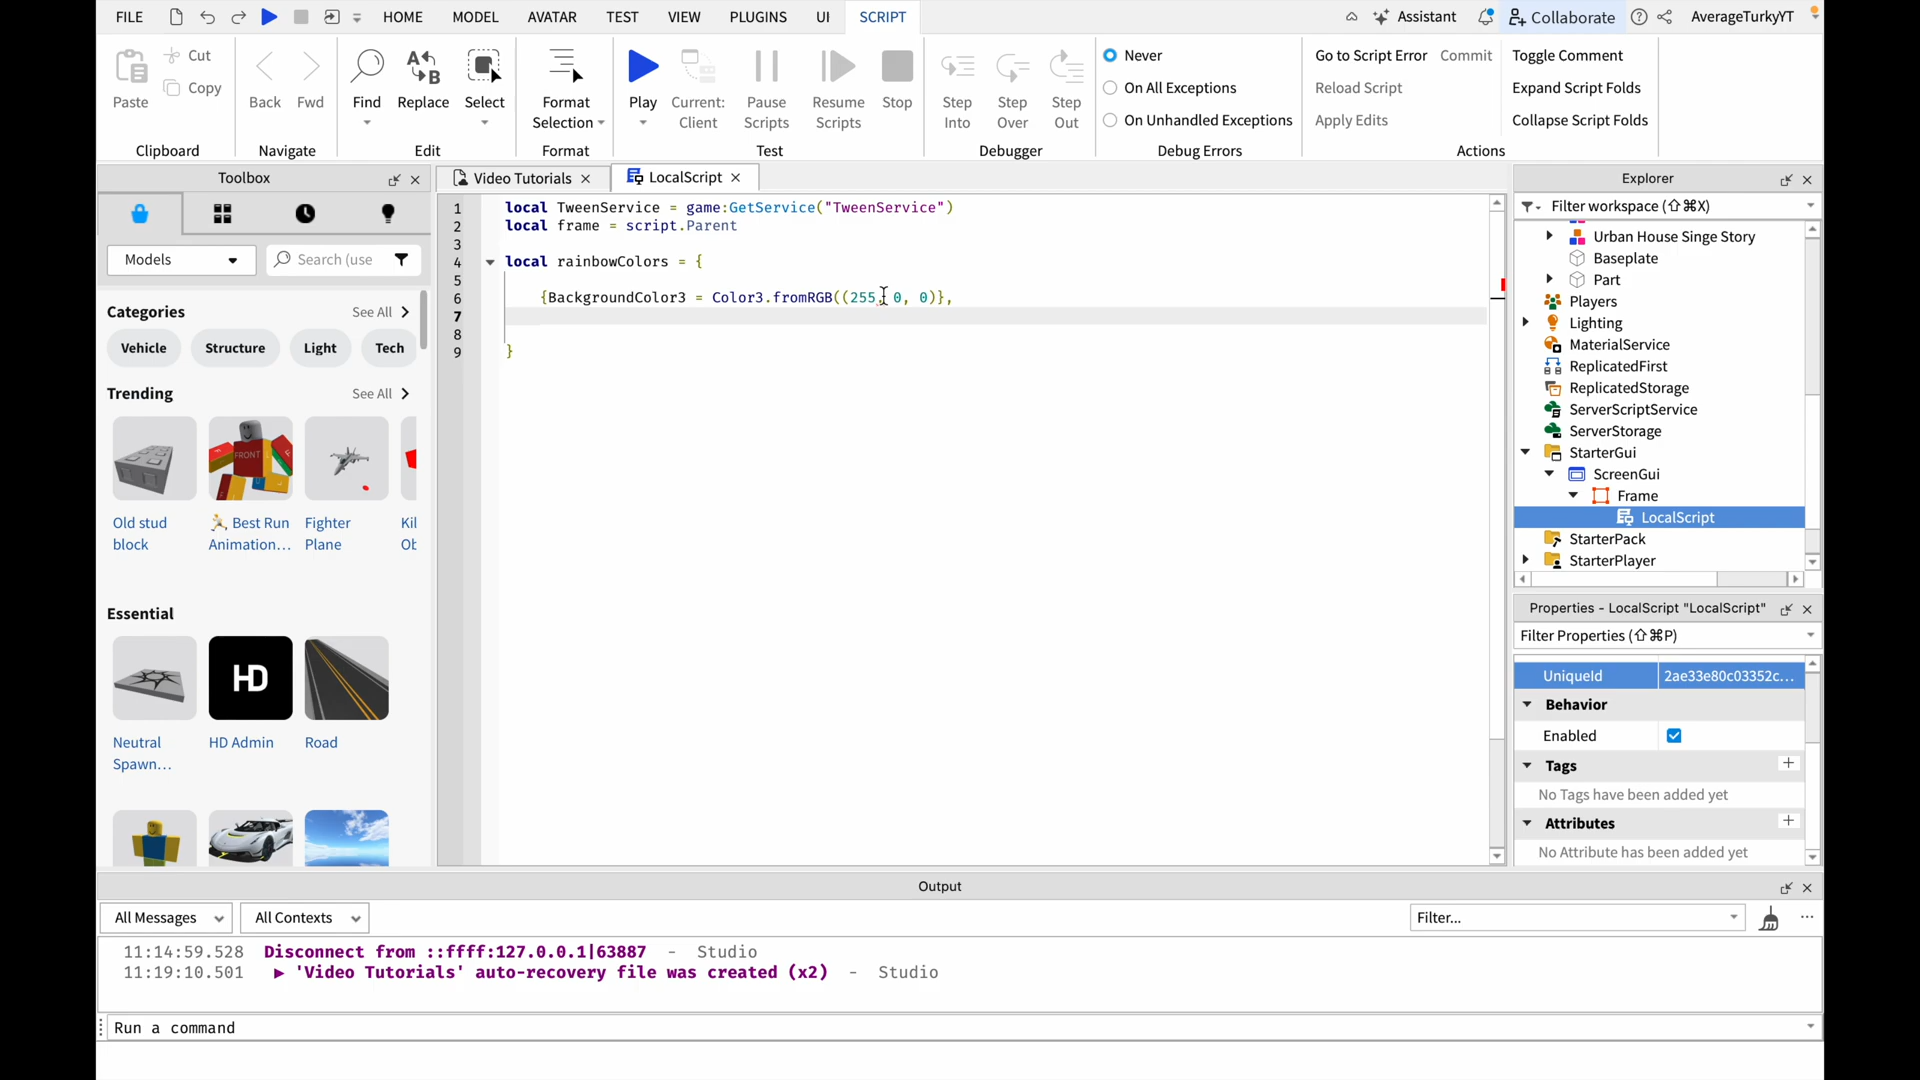 FILE HOME MODEL AVATAR TEST VIEW PLUGINS UI SCRIPT Assistant Collaborate AverageTurkyYT
Paste Cut Copy Back Fwd Find Replace Select Format Selection Play Current: Client Pause Scripts Resume Scripts Stop Step Into Step Over Step Out
Never
On All Exceptions
On Unhandled Exceptions
Go to Script Error Commit
Reload Script
Apply Edits
Toggle Comment
Expand Script Folds
Collapse Script Folds
Clipboard Navigate Edit Format Test Debugger Debug Errors Actions
Toolbox
Models Search (use
Categories See All
Vehicle Structure Light Tech
Trending See All
FRONT
Old stud block
🏃 Best Run Animation...
Fighter Plane
Kil Ob
Essential
HD
Neutral Spawn...
HD Admin
Road
Video Tutorials LocalScript
1 local TweenService = game:GetService("TweenService")
2 local frame = script.Parent
3
4 local rainbowColors = {
5
6 {BackgroundColor3 = Color3.fromRGB((255, 0, 0)},
7
8
9 }
Explorer
Filter workspace (⇧⌘X)
Urban House Singe Story
Baseplate
Part
Players
Lighting
MaterialService
ReplicatedFirst
ReplicatedStorage
ServerScriptService
ServerStorage
StarterGui
ScreenGui
Frame
LocalScript
StarterPack
StarterPlayer
Properties - LocalScript "LocalScript"
Filter Properties (⇧⌘P)
UniqueId 2ae33e80c03352c...
Behavior
Enabled
Tags
No Tags have been added yet
Attributes
No Attribute has been added yet
Output
All Messages All Contexts Filter...
11:14:59.528 Disconnect from ::ffff:127.0.0.1|63887 - Studio
11:19:10.501 ▶ 'Video Tutorials' auto-recovery file was created (x2) - Studio
Run a command